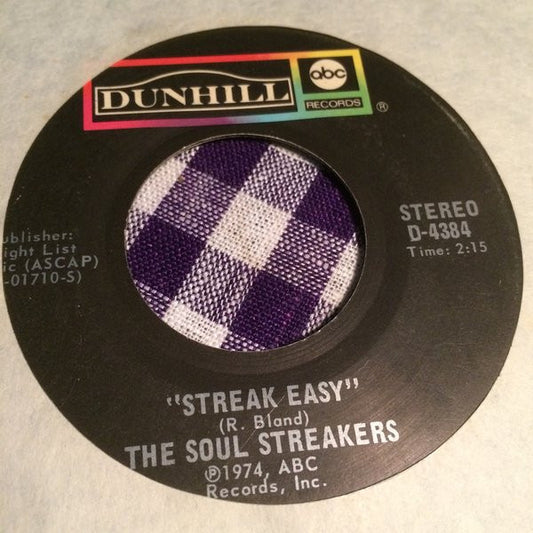 DUNHILL
abc
RECORDS
®
STEREO
D-4384
Time: 2:15
ublisher:
ight List
ic (ASCAP)
-01710-S)
"STREAK EASY"
(R. Bland)
THE SOUL STREAKERS
℗1974, ABC
Records, Inc.